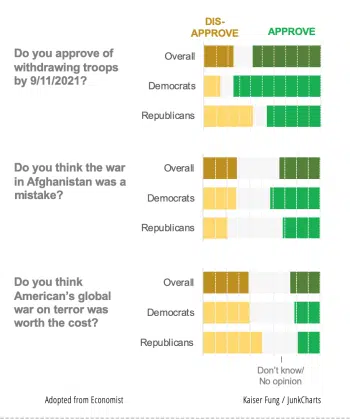 DIS-
APPROVE
APPROVE
Do you approve of
withdrawing troops
by 9/11/2021?
Overall
Democrats
Republicans
Do you think the war
in Afghanistan was a
mistake?
Overall
Democrats
Republicans
Do you think
American's global
war on terror was
worth the cost?
Overall
Democrats
Republicans
Don't know/
No opinion
Adopted from Economist
Kaiser Fung / JunkCharts